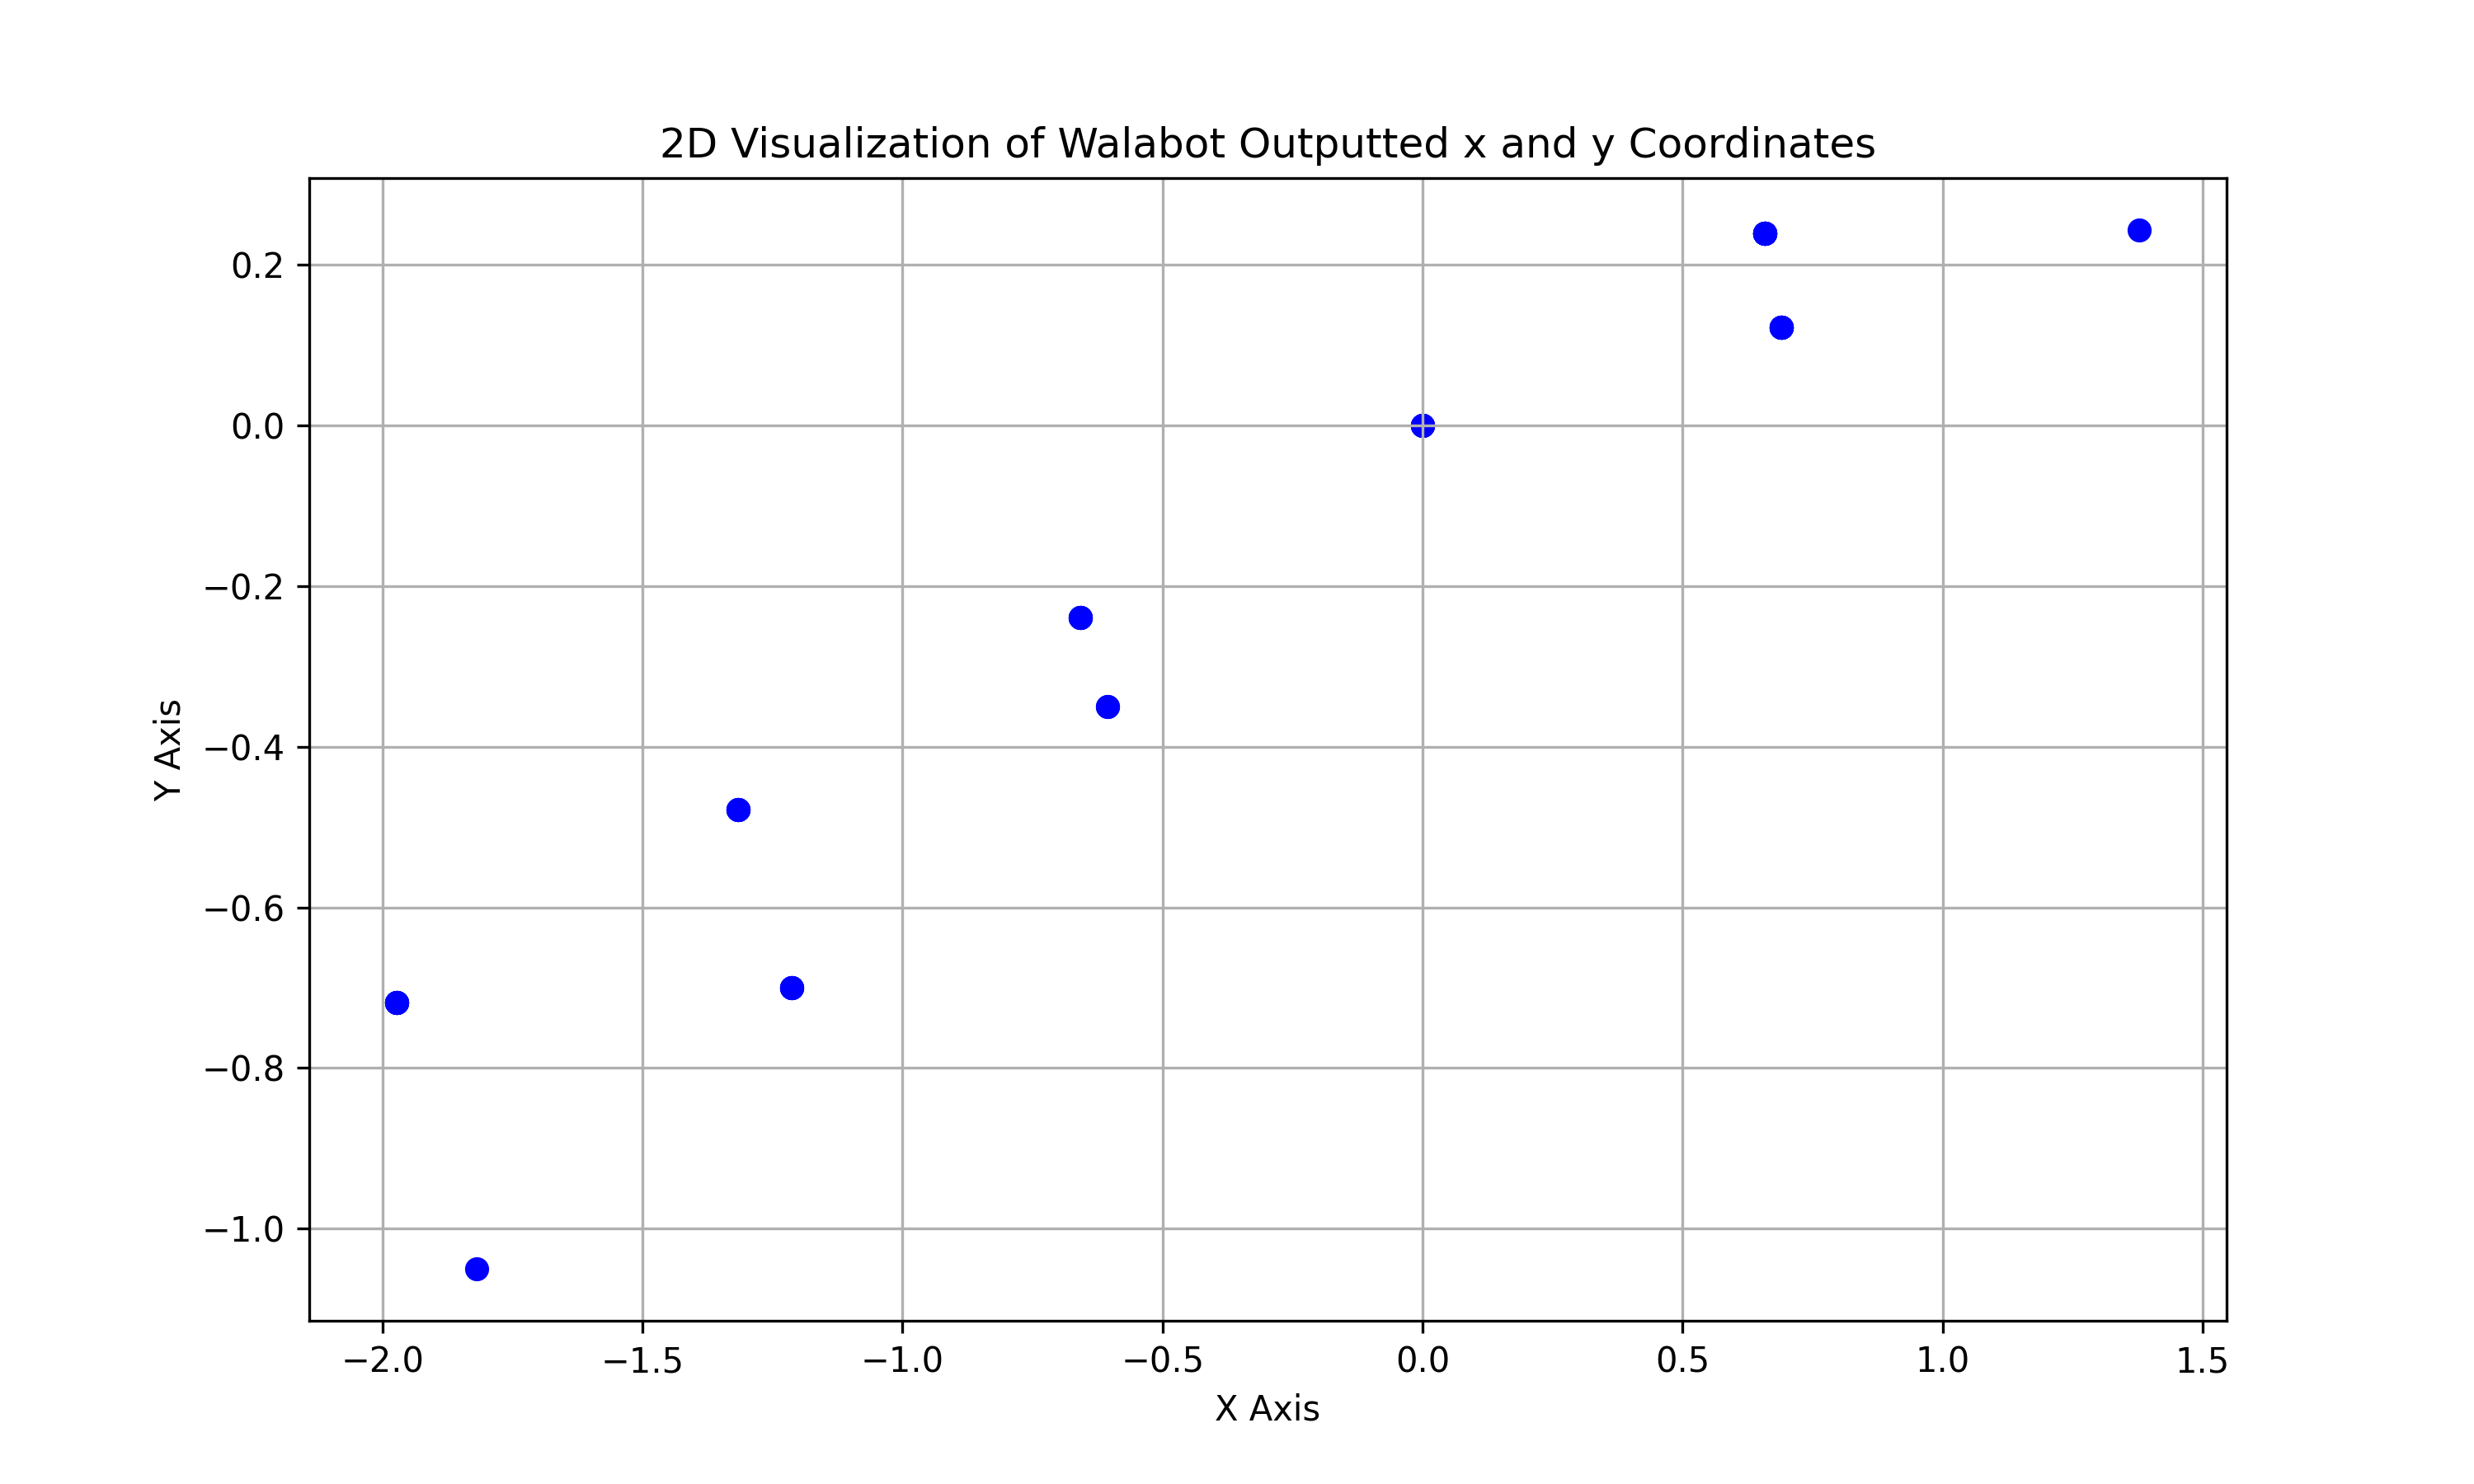 2D Visualization of Walabot Outputted x and y Coordinates
0.2
0.0
−0.2
−0.4
−0.6
−0.8
−1.0
Y Axis
−2.0 −1.5 −1.0 −0.5 0.0 0.5 1.0 1.5
X Axis